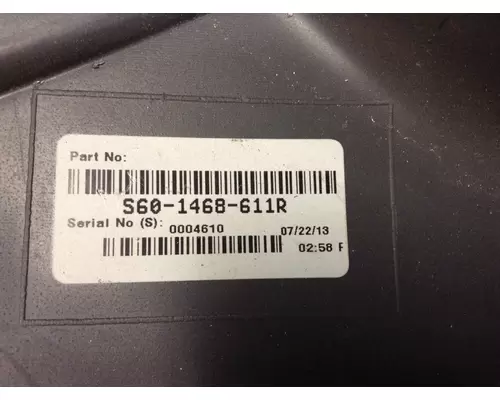 Part No:
S60-1468-611R
Serial No (S): 0004610 07/22/13
02:58 F